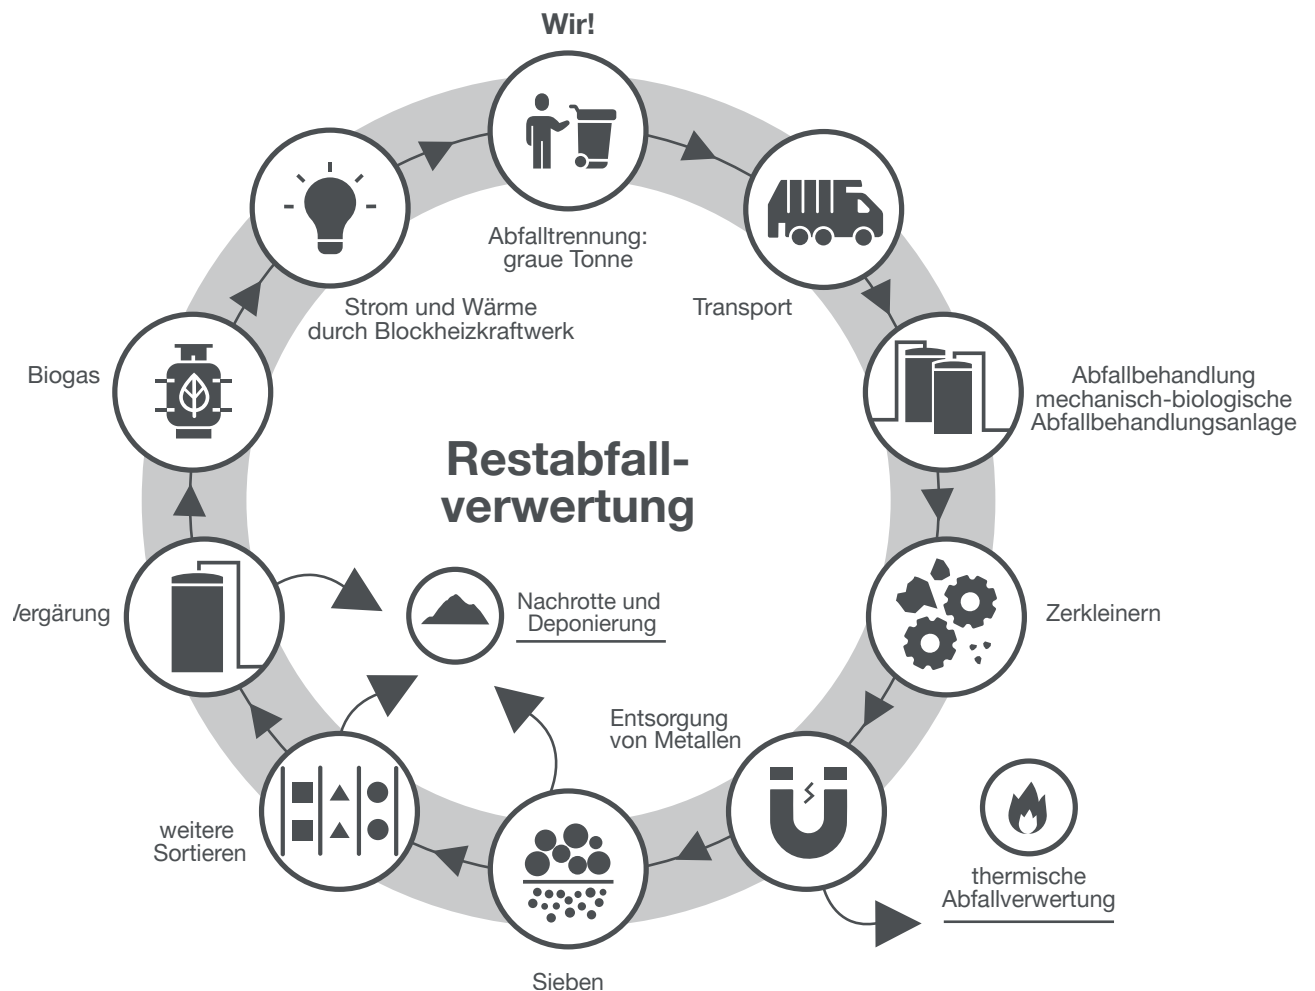 Wir!
Abfalltrennung:
graue Tonne
Transport
Strom und Wärme
durch Blockheizkraftwerk
Biogas
Abfallbehandlung
mechanisch-biologische
Abfallbehandlungsanlage
Restabfall-
verwertung
Nachrotte und
Deponierung
Vergärung
Zerkleinern
Entsorgung
von Metallen
weitere
Sortieren
thermische
Abfallverwertung
Sieben